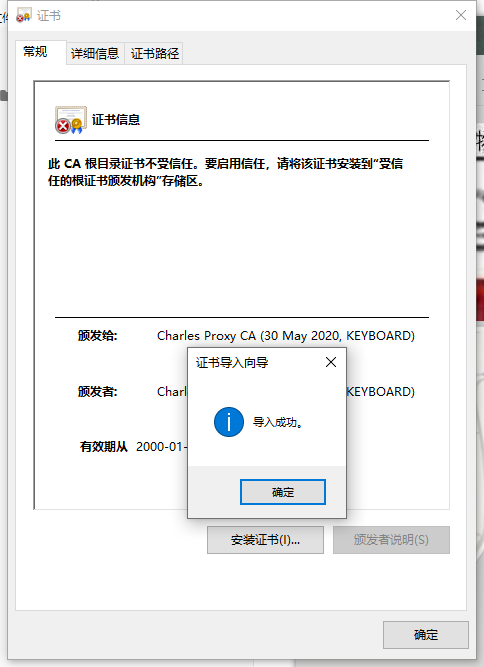 证书
常规
详细信息
证书路径
证书信息
此 CA 根目录证书不受信任。要启用信任，请将该证书安装到"受信
任的根证书颁发机构"存储区。
颁发给: Charles Proxy CA (30 May 2020, KEYBOARD)
证书导入向导
颁发者: KEYBOARD)
导入成功。
有效期从 2000-01-
确定
安装证书(I)...
颁发者说明(S)
确定